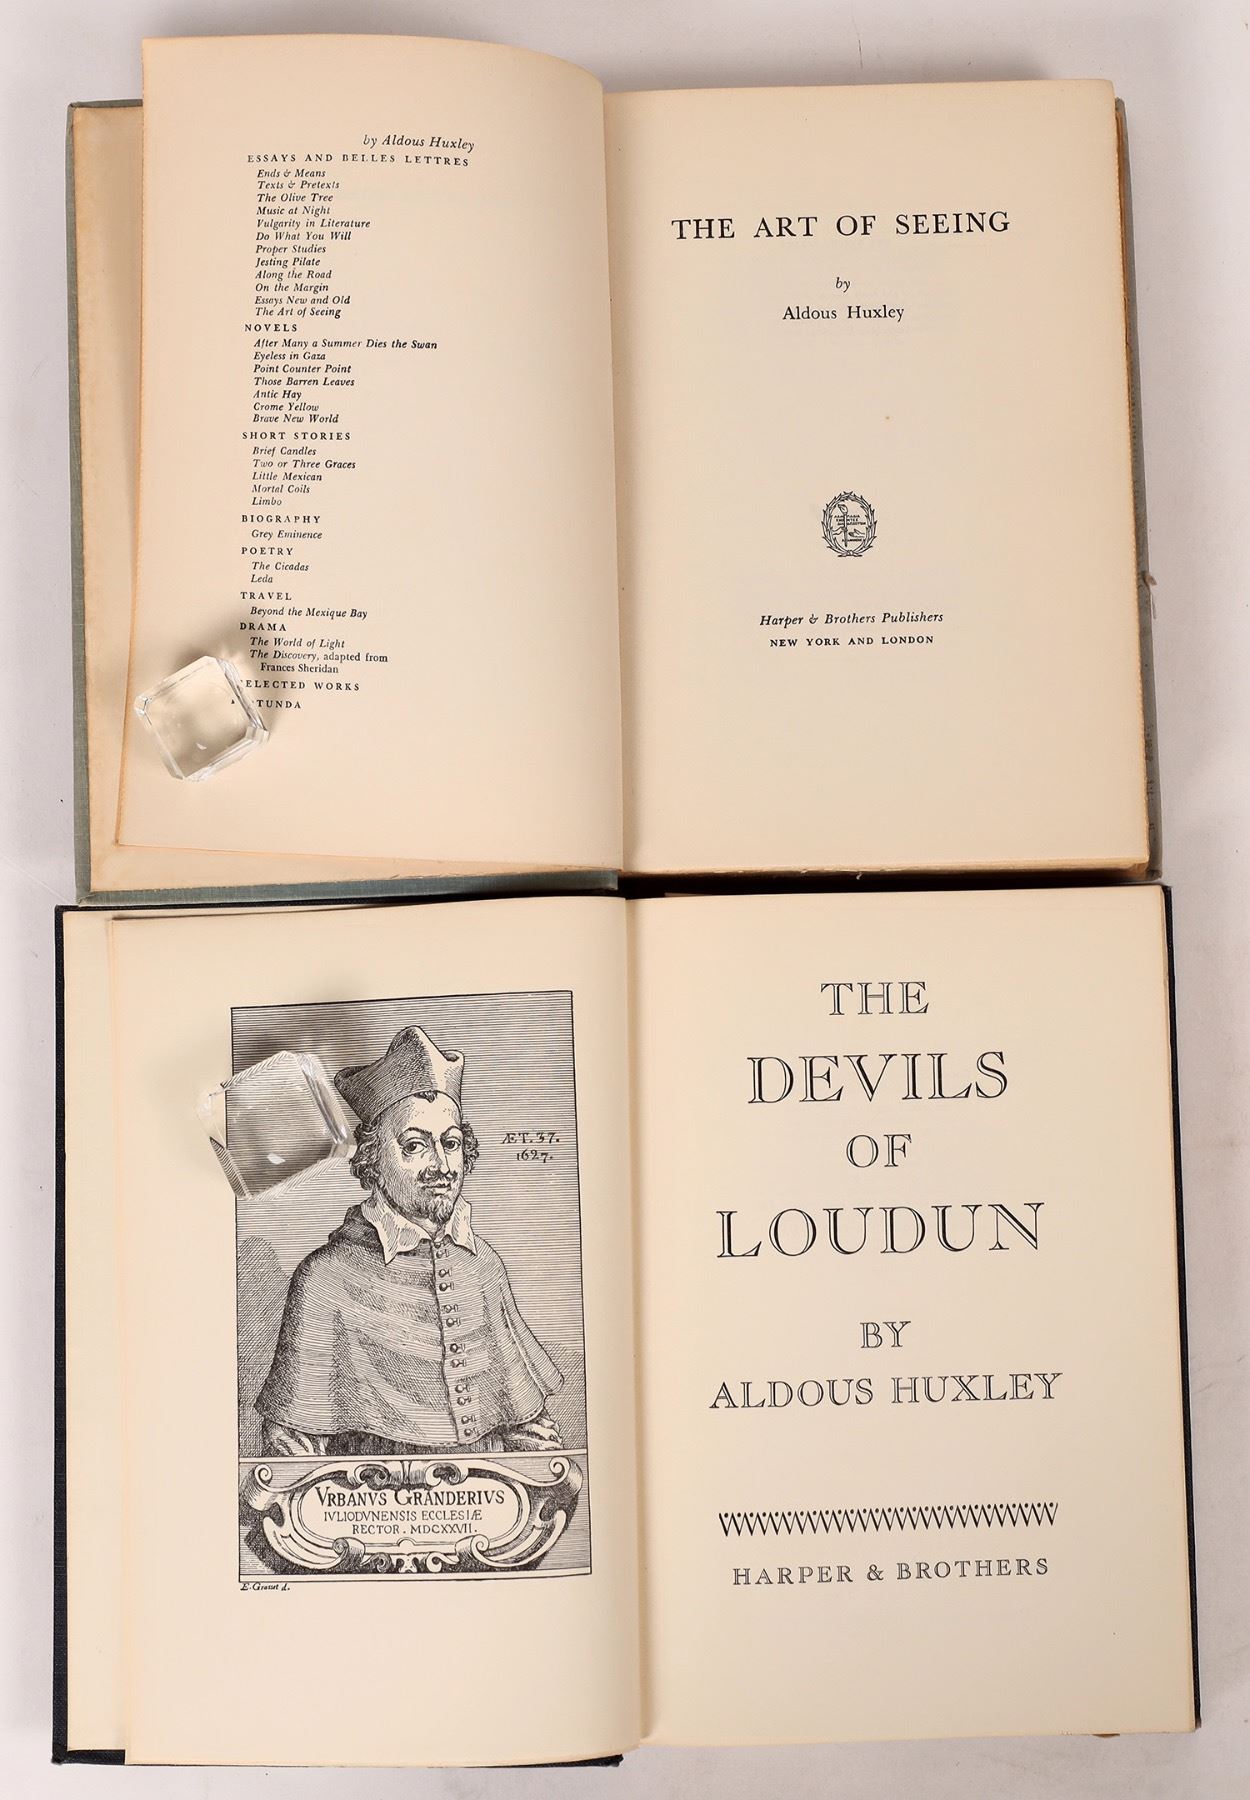 by Aldous Huxley
ESSAYS AND BELLES LETTRES
Ends & Means
Texts & Pretexts
The Olive Tree
Music at Night
Vulgarity in Literature
Do What You Will
Proper Studies
Jesting Pilate
Along the Road
On the Margin
Essays New and Old
The Art of Seeing
NOVELS
After Many a Summer Dies the Swan
Eyeless in Gaza
Point Counter Point
Those Barren Leaves
Antic Hay
Crome Yellow
Brave New World
SHORT STORIES
Brief Candles
Two or Three Graces
Little Mexican
Mortal Coils
Limbo
BIOGRAPHY
Grey Eminence
POETRY
The Cicadas
Leda
TRAVEL
Beyond the Mexique Bay
DRAMA
The World of Light
The Discovery, adapted from
Frances Sheridan
ELECTED WORKS
TUNDA
THE ART OF SEEING
by
Aldous Huxley
Harper & Brothers Publishers
NEW YORK AND LONDON
ÆT. 37.
1627.
VRBANVS GRANDERIVS
IVLIODVNENSIS ECCLESIÆ
RECTOR. MDCXXVII.
E. Grasset d.
THE
DEVILS
OF
LOUDUN
BY
ALDOUS HUXLEY
HARPER & BROTHERS